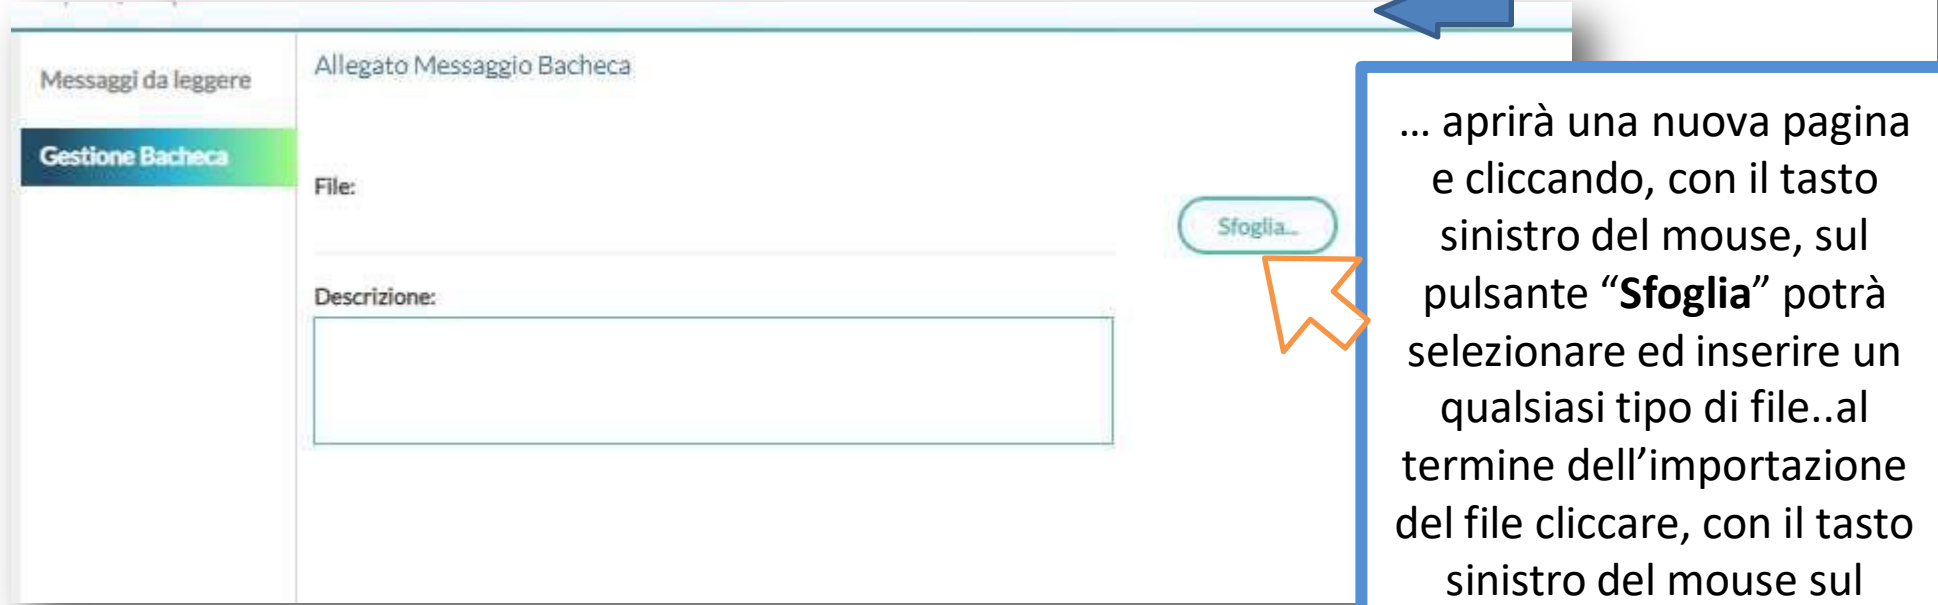 Messaggi da leggere
Gestione Bacheca
Allegato Messaggio Bacheca
File:
Sfoglia...
Descrizione:
... aprirà una nuova pagina
e cliccando, con il tasto
sinistro del mouse, sul
pulsante “Sfoglia” potrà
selezionare ed inserire un
qualsiasi tipo di file..al
termine dell’importazione
del file cliccare, con il tasto
sinistro del mouse sul